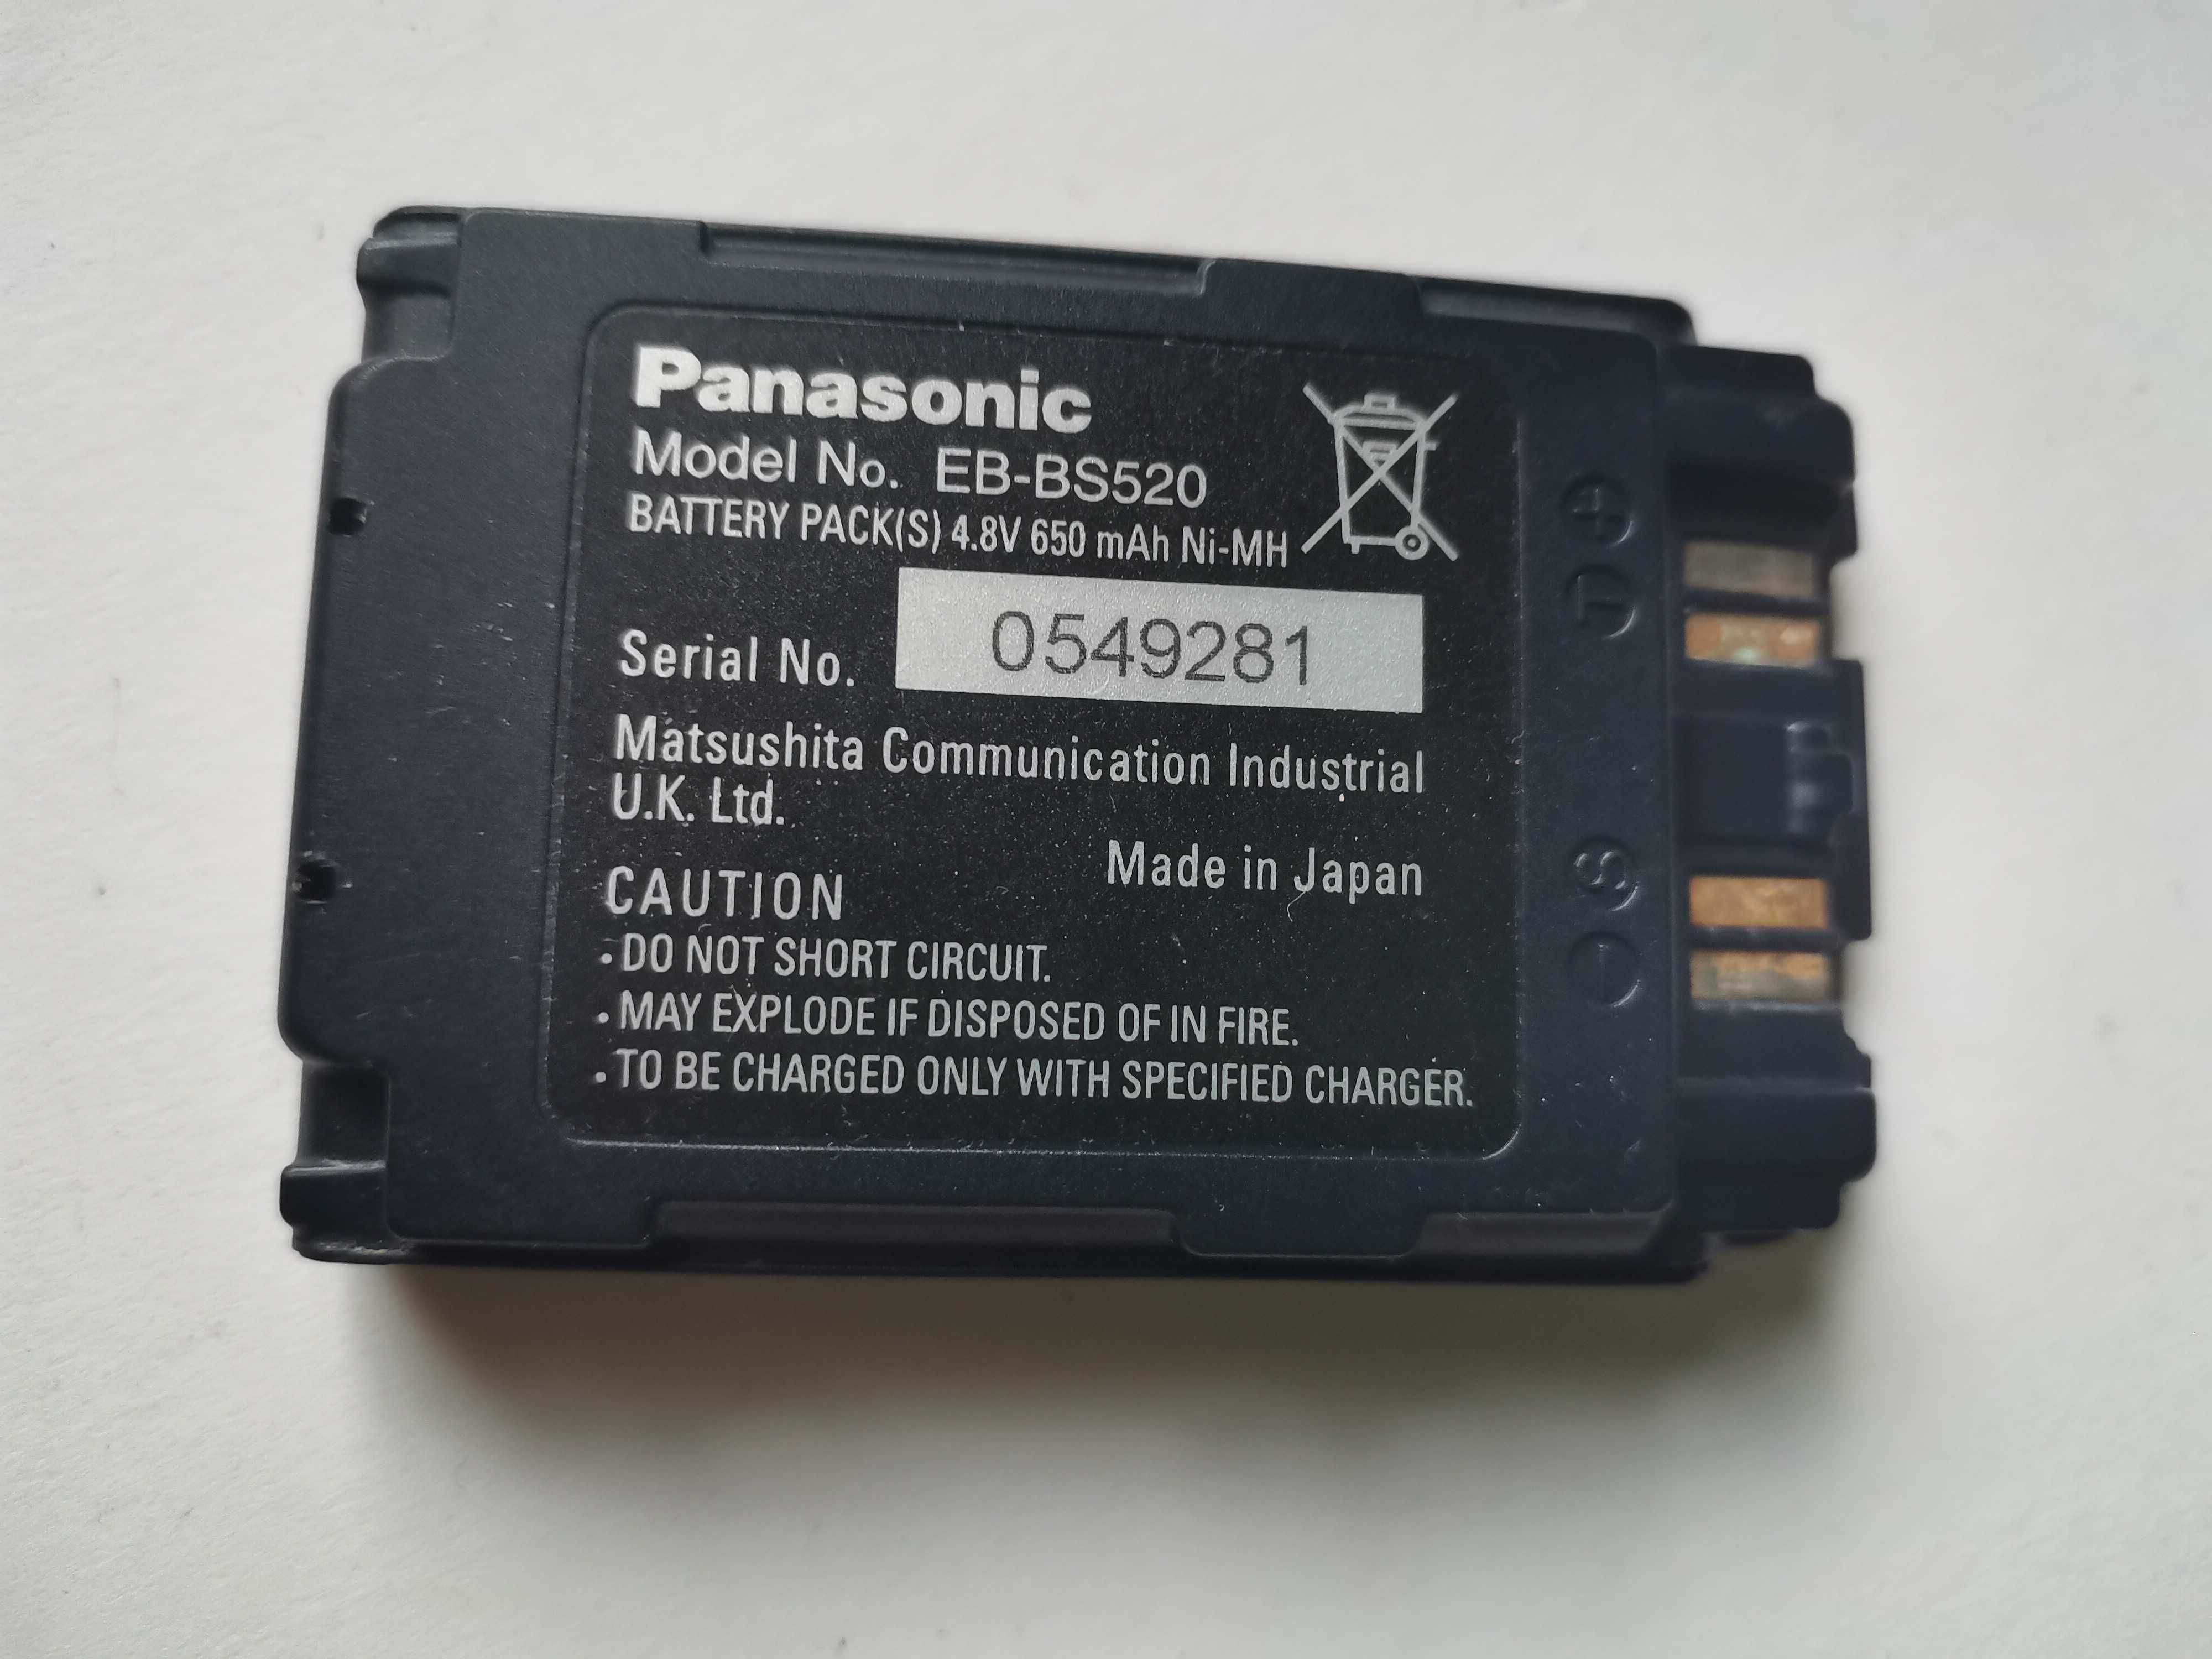 Panasonic
Model No. EB-BS520
BATTERY PACK(S) 4.8V 650 mAh Ni-MH
Serial No. 0549281
Matsushita Communication Industrial
U.K. Ltd.
Made in Japan
CAUTION
• DO NOT SHORT CIRCUIT.
• MAY EXPLODE IF DISPOSED OF IN FIRE.
• TO BE CHARGED ONLY WITH SPECIFIED CHARGER.
+
T
S
−